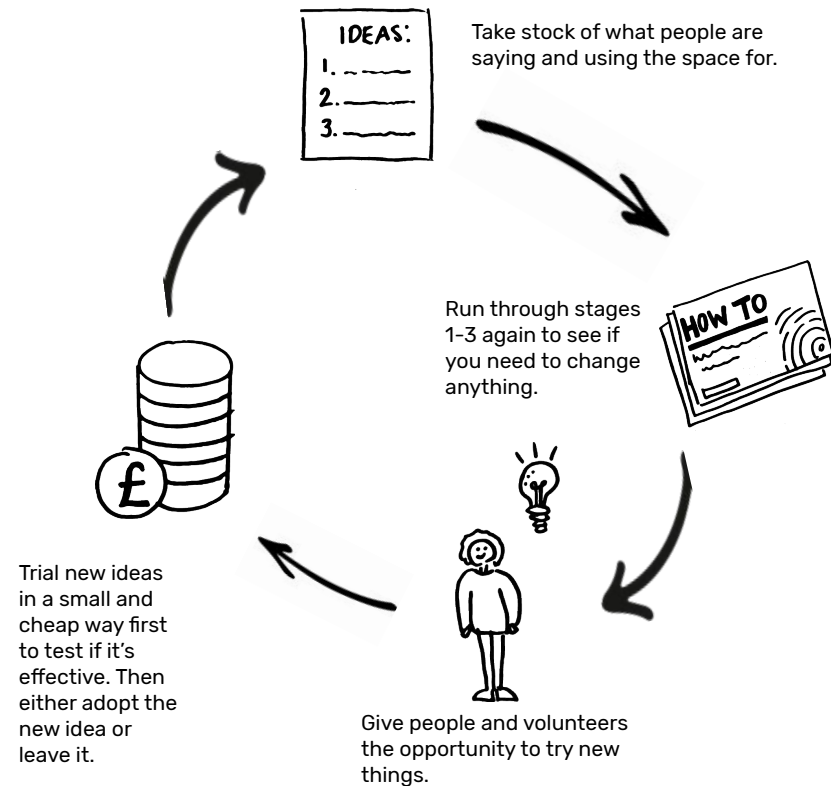 IDEAS:
1.
2.
3.
Take stock of what people are
saying and using the space for.
HOW TO
Run through stages
1-3 again to see if
you need to change
anything.
Give people and volunteers
the opportunity to try new
things.
£
Trial new ideas
in a small and
cheap way first
to test if it's
effective. Then
either adopt the
new idea or
leave it.